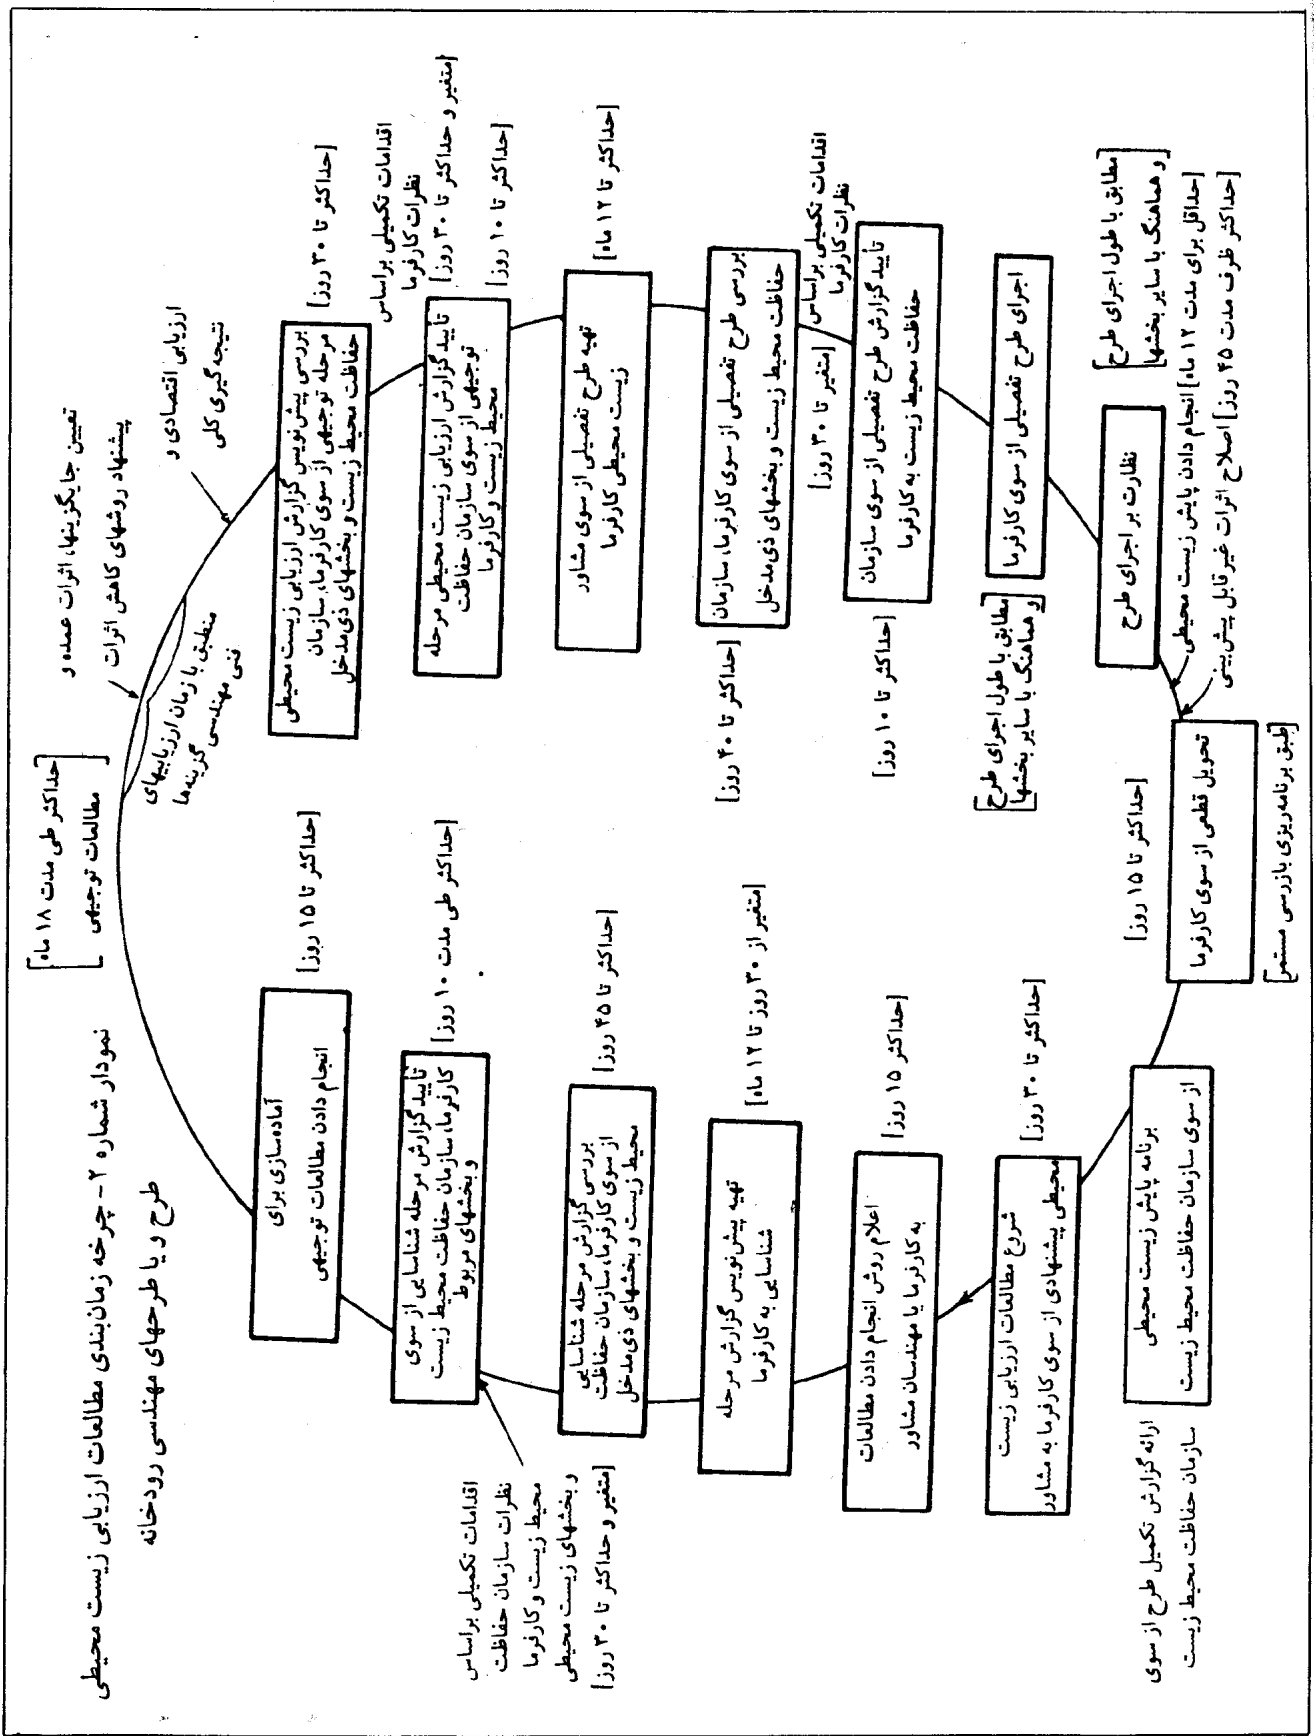 نمودار شماره ۲ - چرخه زمان‌بندی مطالعات ارزیابی زیست محیطی
طرح و یا طرحهای مهندسی رودخانه
شروع مطالعات ارزیابی زیست
محیطی پیشنهادی از سوی کارفرما به مشاور
[حداکثر تا ۳۰ روز]
اعلام روش انجام دادن مطالعات
به کارفرما یا مهندسان مشاور
[حداکثر ۱۵ روز]
تهیه پیش‌نویس گزارش مرحله
شناسایی به کارفرما
[متغیر از ۳۰ روز تا ۱۲ ماه]
بررسی گزارش مرحله شناسایی
از سوی کارفرما، سازمان حفاظت
محیط زیست و بخشهای ذی‌مدخل
[حداکثر تا ۴۵ روز]
اقدامات تکمیلی براساس
نظرات سازمان حفاظت
محیط زیست و کارفرما
و بخشهای زیست محیطی
[متغیر و حداکثر تا ۳۰ روز]
تأیید گزارش مرحله شناسایی از سوی
کارفرما، سازمان حفاظت محیط زیست
و بخشهای مربوط
[حداکثر طی مدت ۱۰ روز]
آماده‌سازی برای
انجام دادن مطالعات توجیهی
[حداکثر تا ۱۵ روز]
[حداکثر طی مدت ۱۸ ماه]
مطالعات توجیهی
تعیین جایگزینها، اثرات عمده و
پیشنهاد روشهای کاهش اثرات
منطبق با زمان ارزیابیهای
فنی مهندسی گزینه‌ها
ارزیابی اقتصادی و
نتیجه‌گیری کلی
بررسی پیش‌نویس گزارش ارزیابی زیست محیطی
مرحله توجیهی از سوی کارفرما، سازمان
حفاظت محیط زیست و بخشهای ذی‌مدخل
[حداکثر تا ۳۰ روز]
اقدامات تکمیلی براساس
نظرات کارفرما
[متغیر و حداکثر تا ۳۰ روز]
تأیید گزارش ارزیابی زیست محیطی مرحله
توجیهی از سوی سازمان حفاظت
محیط زیست و کارفرما
[حداکثر تا ۱۰ روز]
تهیه طرح تفصیلی از سوی مشاور
زیست محیطی کارفرما
[حداکثر تا ۱۲ ماه]
بررسی طرح تفصیلی از سوی کارفرما، سازمان
حفاظت محیط زیست و بخشهای ذی‌مدخل
[حداکثر تا ۴۰ روز]
اقدامات تکمیلی براساس
نظرات کارفرما
[متغیر تا ۳۰ روز]
تأیید گزارش طرح تفصیلی از سوی سازمان
حفاظت محیط زیست به کارفرما
[حداکثر تا ۱۰ روز]
اجرای طرح تفصیلی از سوی کارفرما
[مطابق با طول اجرای طرح
و هماهنگ با سایر بخشها]
نظارت بر اجرای طرح
[مطابق با طول اجرای طرح
و هماهنگ با سایر بخشها]
[حداقل برای مدت ۱۲ ماه] انجام دادن پایش زیست محیطی
[حداکثر ظرف مدت ۴۵ روز] اصلاح اثرات غیرقابل پیش‌بینی
تحویل قطعی از سوی کارفرما
[حداکثر تا ۱۵ روز]
[طبق برنامه‌ریزی بازرسی مستمر]
برنامه پایش زیست محیطی
از سوی سازمان حفاظت محیط زیست
ارائه گزارش تکمیل طرح از سوی
سازمان حفاظت محیط زیست